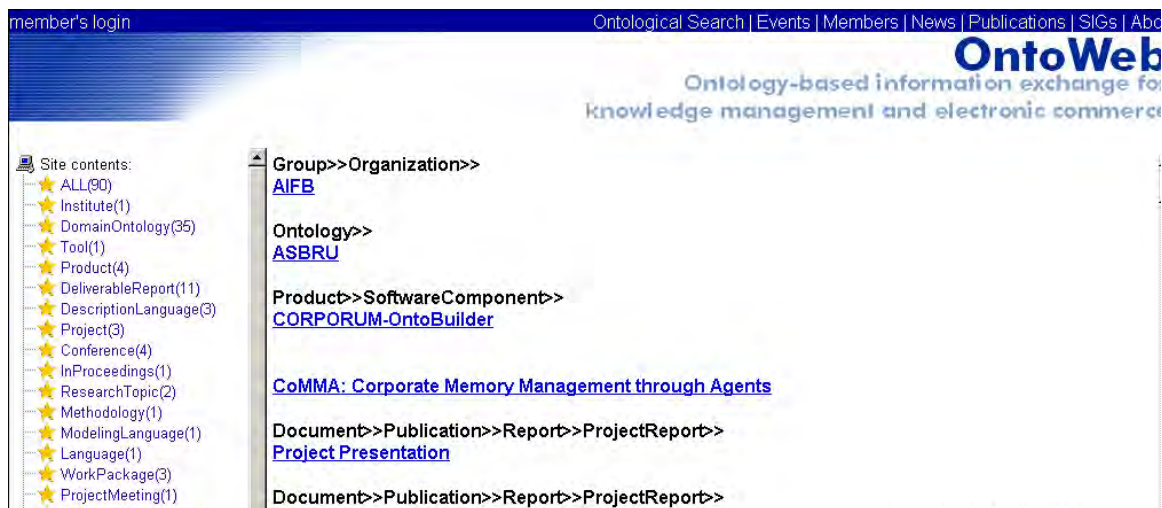 member's login
Ontological Search | Events | Members | News | Publications | SIGs | Abo
OntoWeb
Ontology-based information exchange for
knowledge management and electronic commerce
Site contents:
ALL(90)
Institute(1)
DomainOntology(35)
Tool(1)
Product(4)
DeliverableReport(11)
DescriptionLanguage(3)
Project(3)
Conference(4)
InProceedings(1)
ResearchTopic(2)
Methodology(1)
ModelingLanguage(1)
Language(1)
WorkPackage(3)
ProjectMeeting(1)
Group>>Organization>>
AIFB
Ontology>>
ASBRU
Product>>SoftwareComponent>>
CORPORUM-OntoBuilder
CoMMA: Corporate Memory Management through Agents
Document>>Publication>>Report>>ProjectReport>>
Project Presentation
Document>>Publication>>Report>>ProjectReport>>